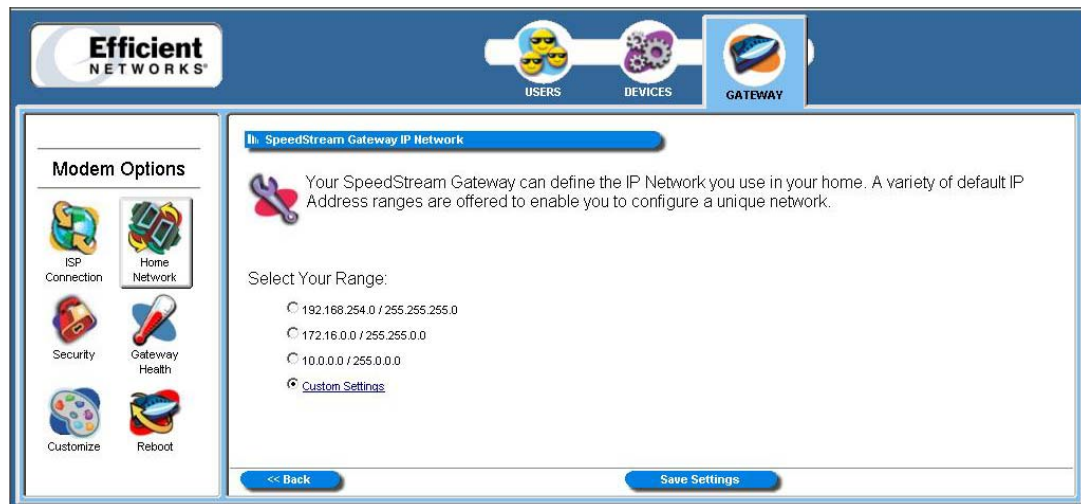 Efficient
NETWORKS®
USERS
DEVICES
GATEWAY
Modem Options
ISP
Connection
Home
Network
Security
Gateway
Health
Customize
Reboot
SpeedStream Gateway IP Network
Your SpeedStream Gateway can define the IP Network you use in your home. A variety of default IP
Address ranges are offered to enable you to configure a unique network.
Select Your Range:
192.168.254.0 / 255.255.255.0
172.16.0.0 / 255.255.0.0
10.0.0.0 / 255.0.0.0
Custom Settings
<< Back
Save Settings